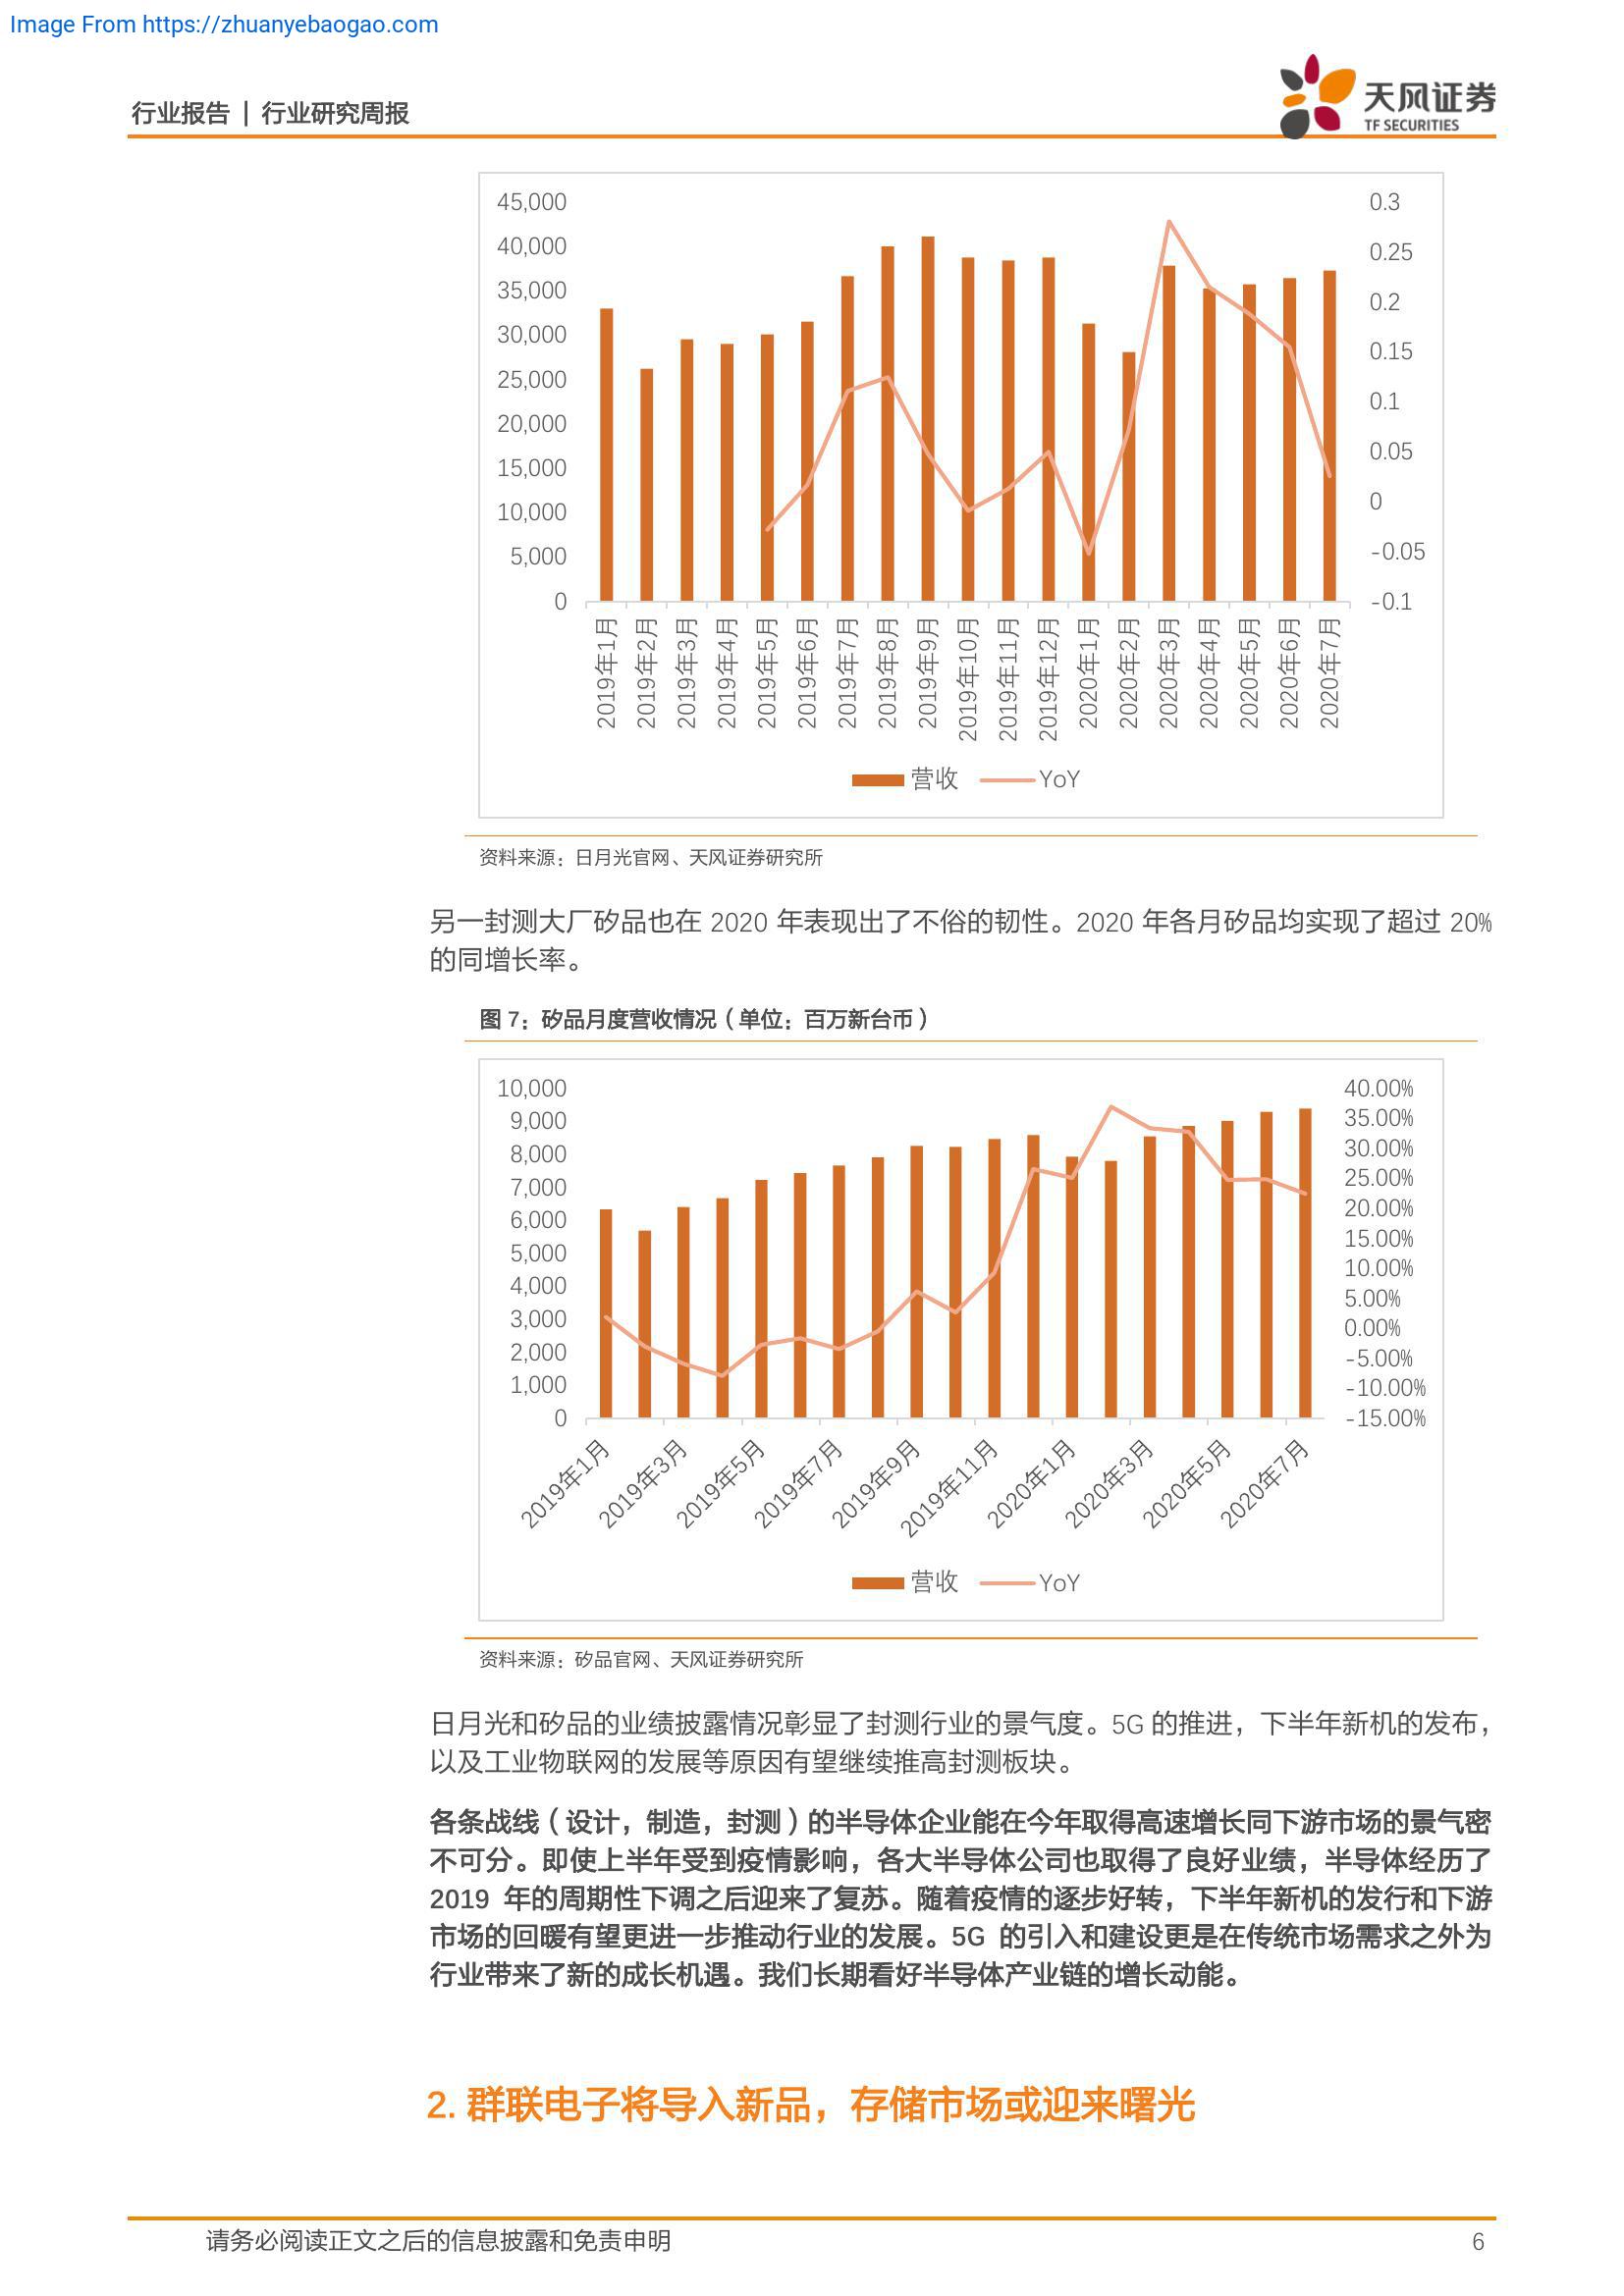 Image From https://zhuanyebaogao.com
行业报告 | 行业研究周报
天风证券
TF SECURITIES
45,000
40,000
35,000
30,000
25,000
20,000
15,000
10,000
5,000
0
0.3
0.25
0.2
0.15
0.1
0.05
0
-0.05
-0.1
2019年1月
2019年2月
2019年3月
2019年4月
2019年5月
2019年6月
2019年7月
2019年8月
2019年9月
2019年10月
2019年11月
2019年12月
2020年1月
2020年2月
2020年3月
2020年4月
2020年5月
2020年6月
2020年7月
营收 YoY
资料来源：日月光官网、天风证券研究所
另一封测大厂矽品也在 2020 年表现出了不俗的韧性。2020 年各月矽品均实现了超过 20%
的同增长率。
图 7：矽品月度营收情况（单位：百万新台币）
10,000
9,000
8,000
7,000
6,000
5,000
4,000
3,000
2,000
1,000
0
40.00%
35.00%
30.00%
25.00%
20.00%
15.00%
10.00%
5.00%
0.00%
-5.00%
-10.00%
-15.00%
2019年1月
2019年3月
2019年5月
2019年7月
2019年9月
2019年11月
2020年1月
2020年3月
2020年5月
2020年7月
营收 YoY
资料来源：矽品官网、天风证券研究所
日月光和矽品的业绩披露情况彰显了封测行业的景气度。5G 的推进，下半年新机的发布，
以及工业物联网的发展等原因有望继续推高封测板块。
各条战线（设计，制造，封测）的半导体企业能在今年取得高速增长同下游市场的景气密
不可分。即使上半年受到疫情影响，各大半导体公司也取得了良好业绩，半导体经历了
2019 年的周期性下调之后迎来了复苏。随着疫情的逐步好转，下半年新机的发行和下游
市场的回暖有望更进一步推动行业的发展。5G 的引入和建设更是在传统市场需求之外为
行业带来了新的成长机遇。我们长期看好半导体产业链的增长动能。
2. 群联电子将导入新品，存储市场或迎来曙光
请务必阅读正文之后的信息披露和免责申明
6